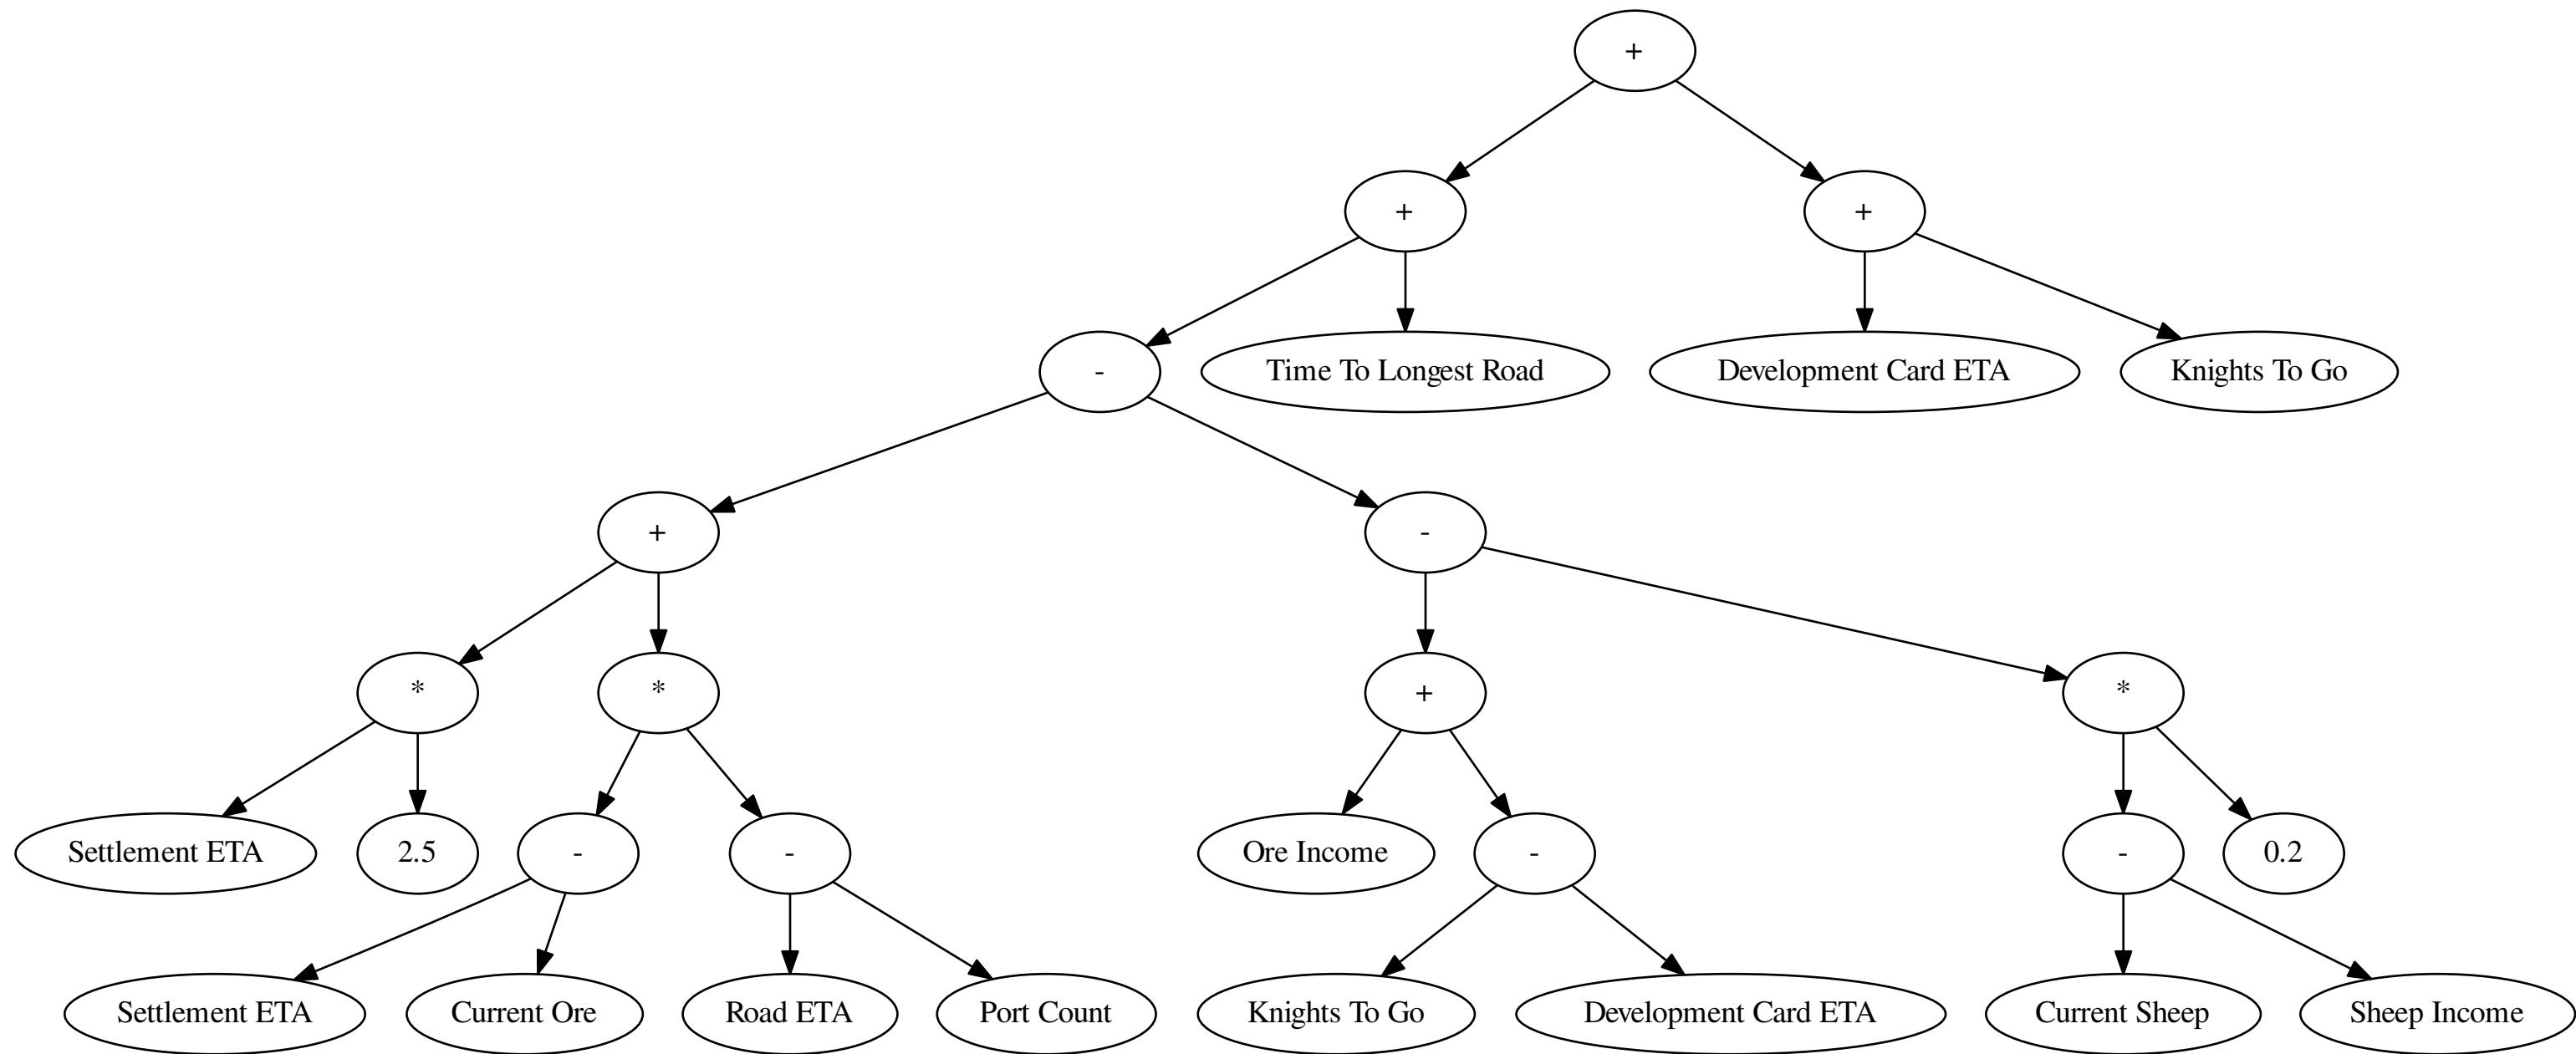 +
+
+
-
Time To Longest Road
Development Card ETA
Knights To Go
+
-
*
*
+
*
Settlement ETA
2.5
-
-
Ore Income
-
-
0.2
Settlement ETA
Current Ore
Road ETA
Port Count
Knights To Go
Development Card ETA
Current Sheep
Sheep Income